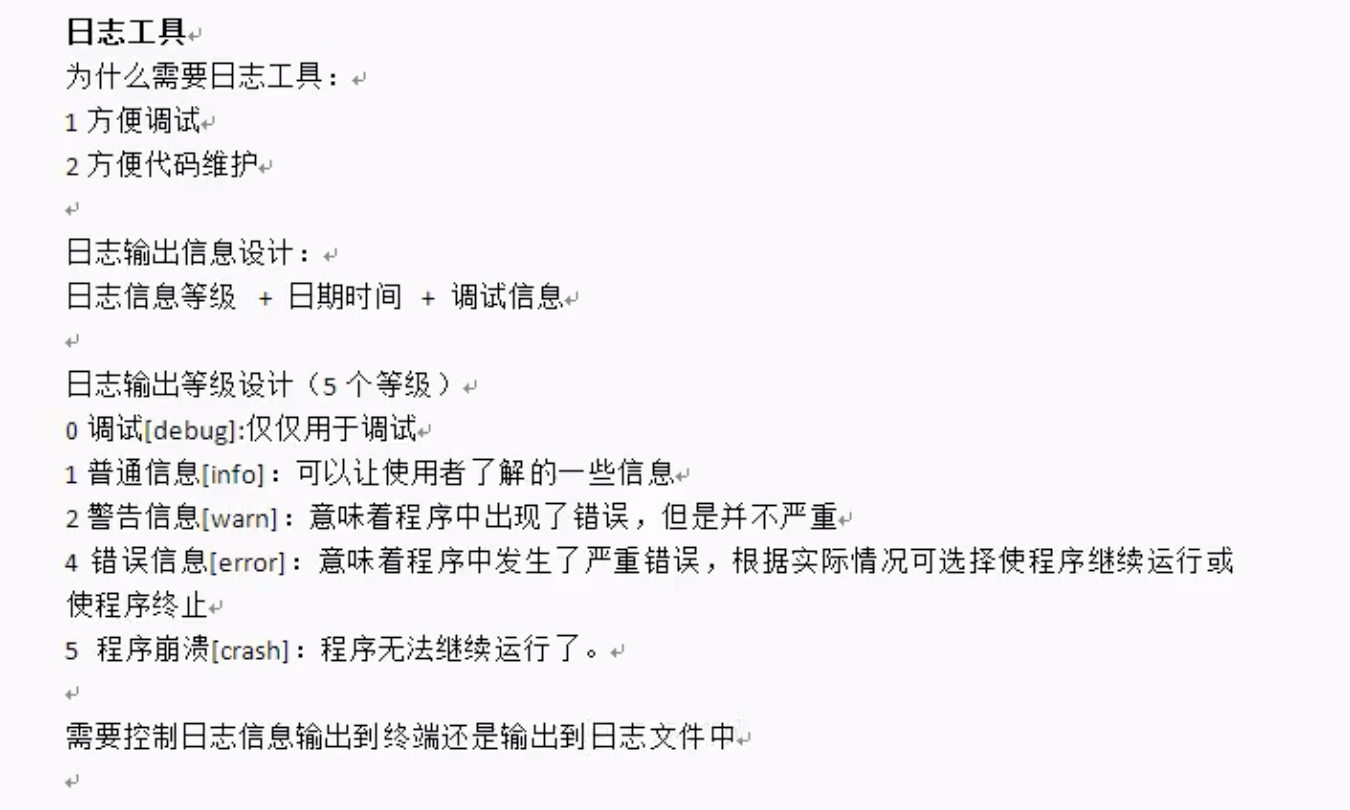 日志工具
为什么需要日志工具：
1 方便调试
2 方便代码维护
日志输出信息设计：
日志信息等级 + 日期时间 + 调试信息
日志输出等级设计（5 个等级）
0 调试[debug]:仅仅用于调试
1 普通信息[info]：可以让使用者了解的一些信息
2 警告信息[warn]：意味着程序中出现了错误，但是并不严重
4 错误信息[error]：意味着程序中发生了严重错误，根据实际情况可选择使程序继续运行或
使程序终止
5 程序崩溃[crash]：程序无法继续运行了。
需要控制日志信息输出到终端还是输出到日志文件中